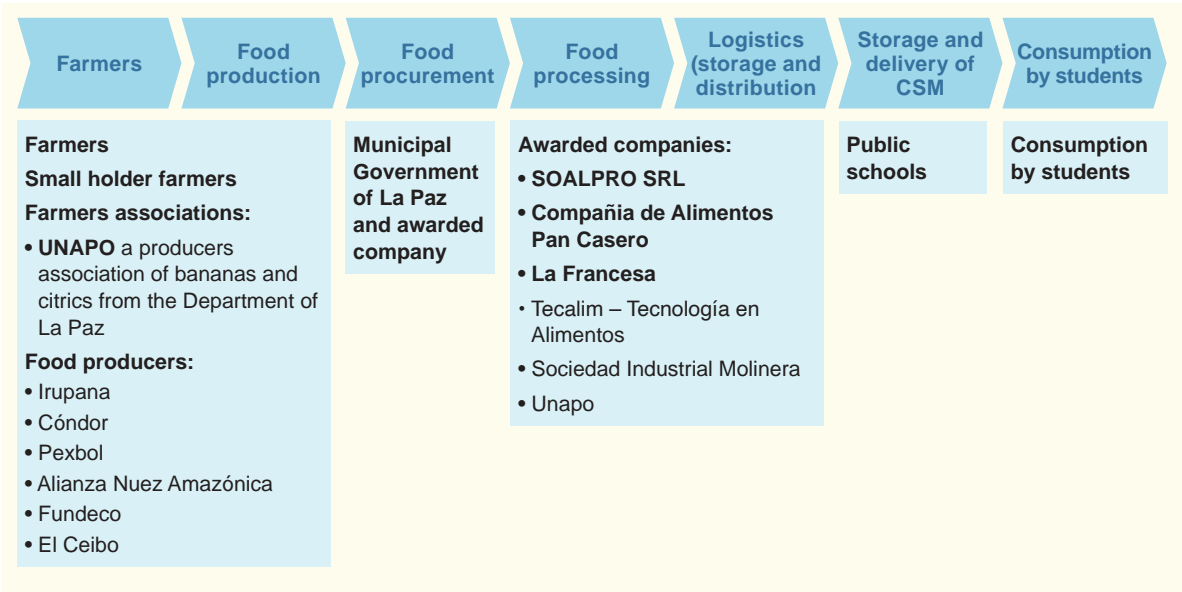 Farmers
Food
production
Food
procurement
Food
processing
Logistics
(storage and
distribution
Storage and
delivery of
CSM
Consumption
by students
Farmers
Small holder farmers
Farmers associations:
• UNAPO a producers
association of bananas and
citrics from the Department of
La Paz
Food producers:
• Irupana
• Cóndor
• Pexbol
• Alianza Nuez Amazónica
• Fundeco
• El Ceibo
Municipal
Government
of La Paz
and awarded
company
Awarded companies:
• SOALPRO SRL
• Compañia de Alimentos
Pan Casero
• La Francesa
• Tecalim – Tecnología en
Alimentos
• Sociedad Industrial Molinera
• Unapo
Public
schools
Consumption
by students